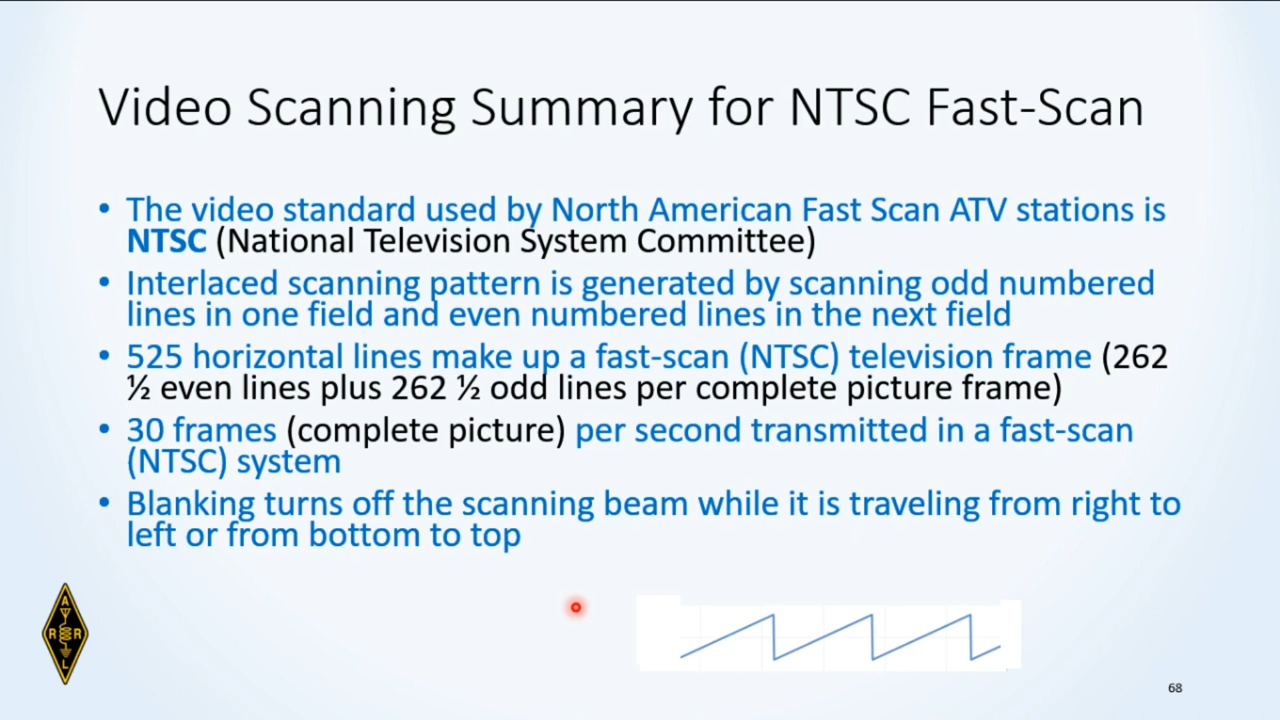 Video Scanning Summary for NTSC Fast-Scan
• The video standard used by North American Fast Scan ATV stations is
NTSC (National Television System Committee)
• Interlaced scanning pattern is generated by scanning odd numbered
lines in one field and even numbered lines in the next field
• 525 horizontal lines make up a fast-scan (NTSC) television frame (262
½ even lines plus 262 ½ odd lines per complete picture frame)
• 30 frames (complete picture) per second transmitted in a fast-scan
(NTSC) system
• Blanking turns off the scanning beam while it is traveling from right to
left or from bottom to top
A
R R
L
68